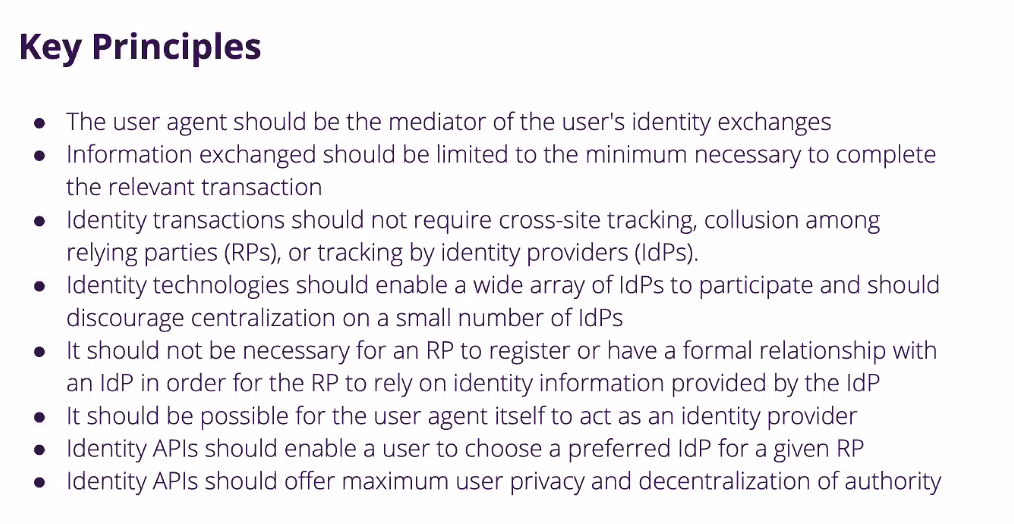 Key Principles
● The user agent should be the mediator of the user's identity exchanges
● Information exchanged should be limited to the minimum necessary to complete
the relevant transaction
● Identity transactions should not require cross-site tracking, collusion among
relying parties (RPs), or tracking by identity providers (IdPs).
● Identity technologies should enable a wide array of IdPs to participate and should
discourage centralization on a small number of IdPs
● It should not be necessary for an RP to register or have a formal relationship with
an IdP in order for the RP to rely on identity information provided by the IdP
● It should be possible for the user agent itself to act as an identity provider
● Identity APIs should enable a user to choose a preferred IdP for a given RP
● Identity APIs should offer maximum user privacy and decentralization of authority